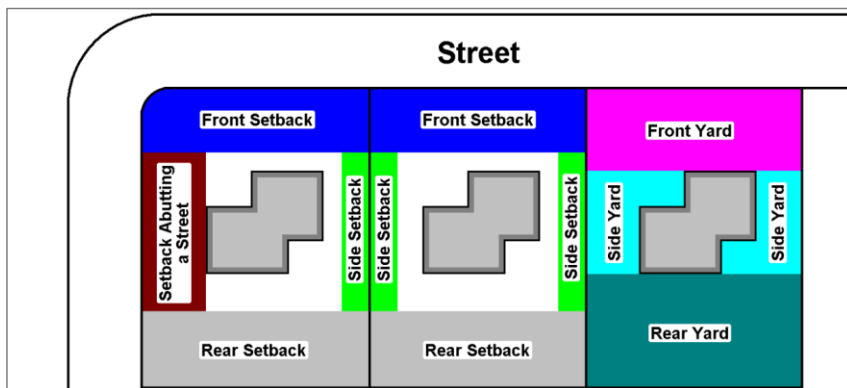 Street
Front Setback
Front Setback
Front Yard
Setback Abutting
a Street
Side Setback
Side Setback
Side Setback
Side Yard
Side Yard
Rear Setback
Rear Setback
Rear Yard